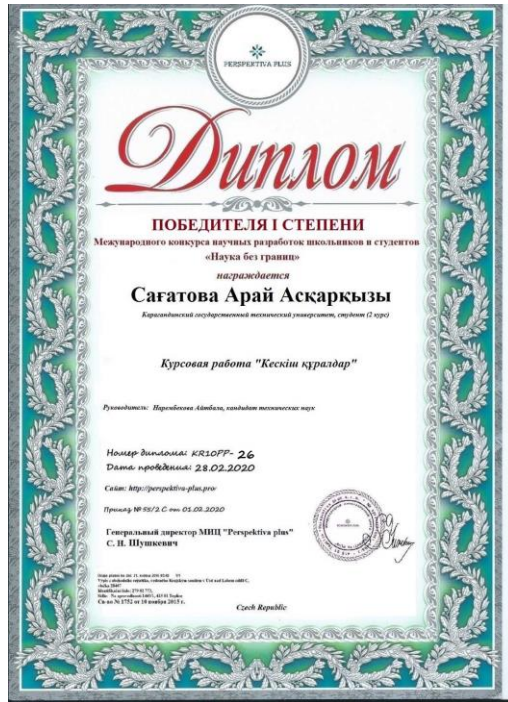 PERSPEKTIVA PLUS
Диплом
ПОБЕДИТЕЛЯ I СТЕПЕНИ
Международного конкурса научных разработок школьников и студентов
«Наука без границ»
награждается
Сағатова Арай Асқарқызы
Карагандинский государственный технический университет, студент (2 курс)
Курсовая работа "Кескіш құралдар"
Руководитель: Айтбала, кандидат технических наук
Номер диплома: KR10PP- 26
Дата проведения: 28.02.2020
Сайт: http://perspektiva-plus.pro/
Приказ № 55/2 С от 01.02.2020
Генеральный директор МИЦ "Perspektiva plus"
С. Н. Шушкевич
Св-во № 1752 от 10 ноября 2015 г.
Czech Republic